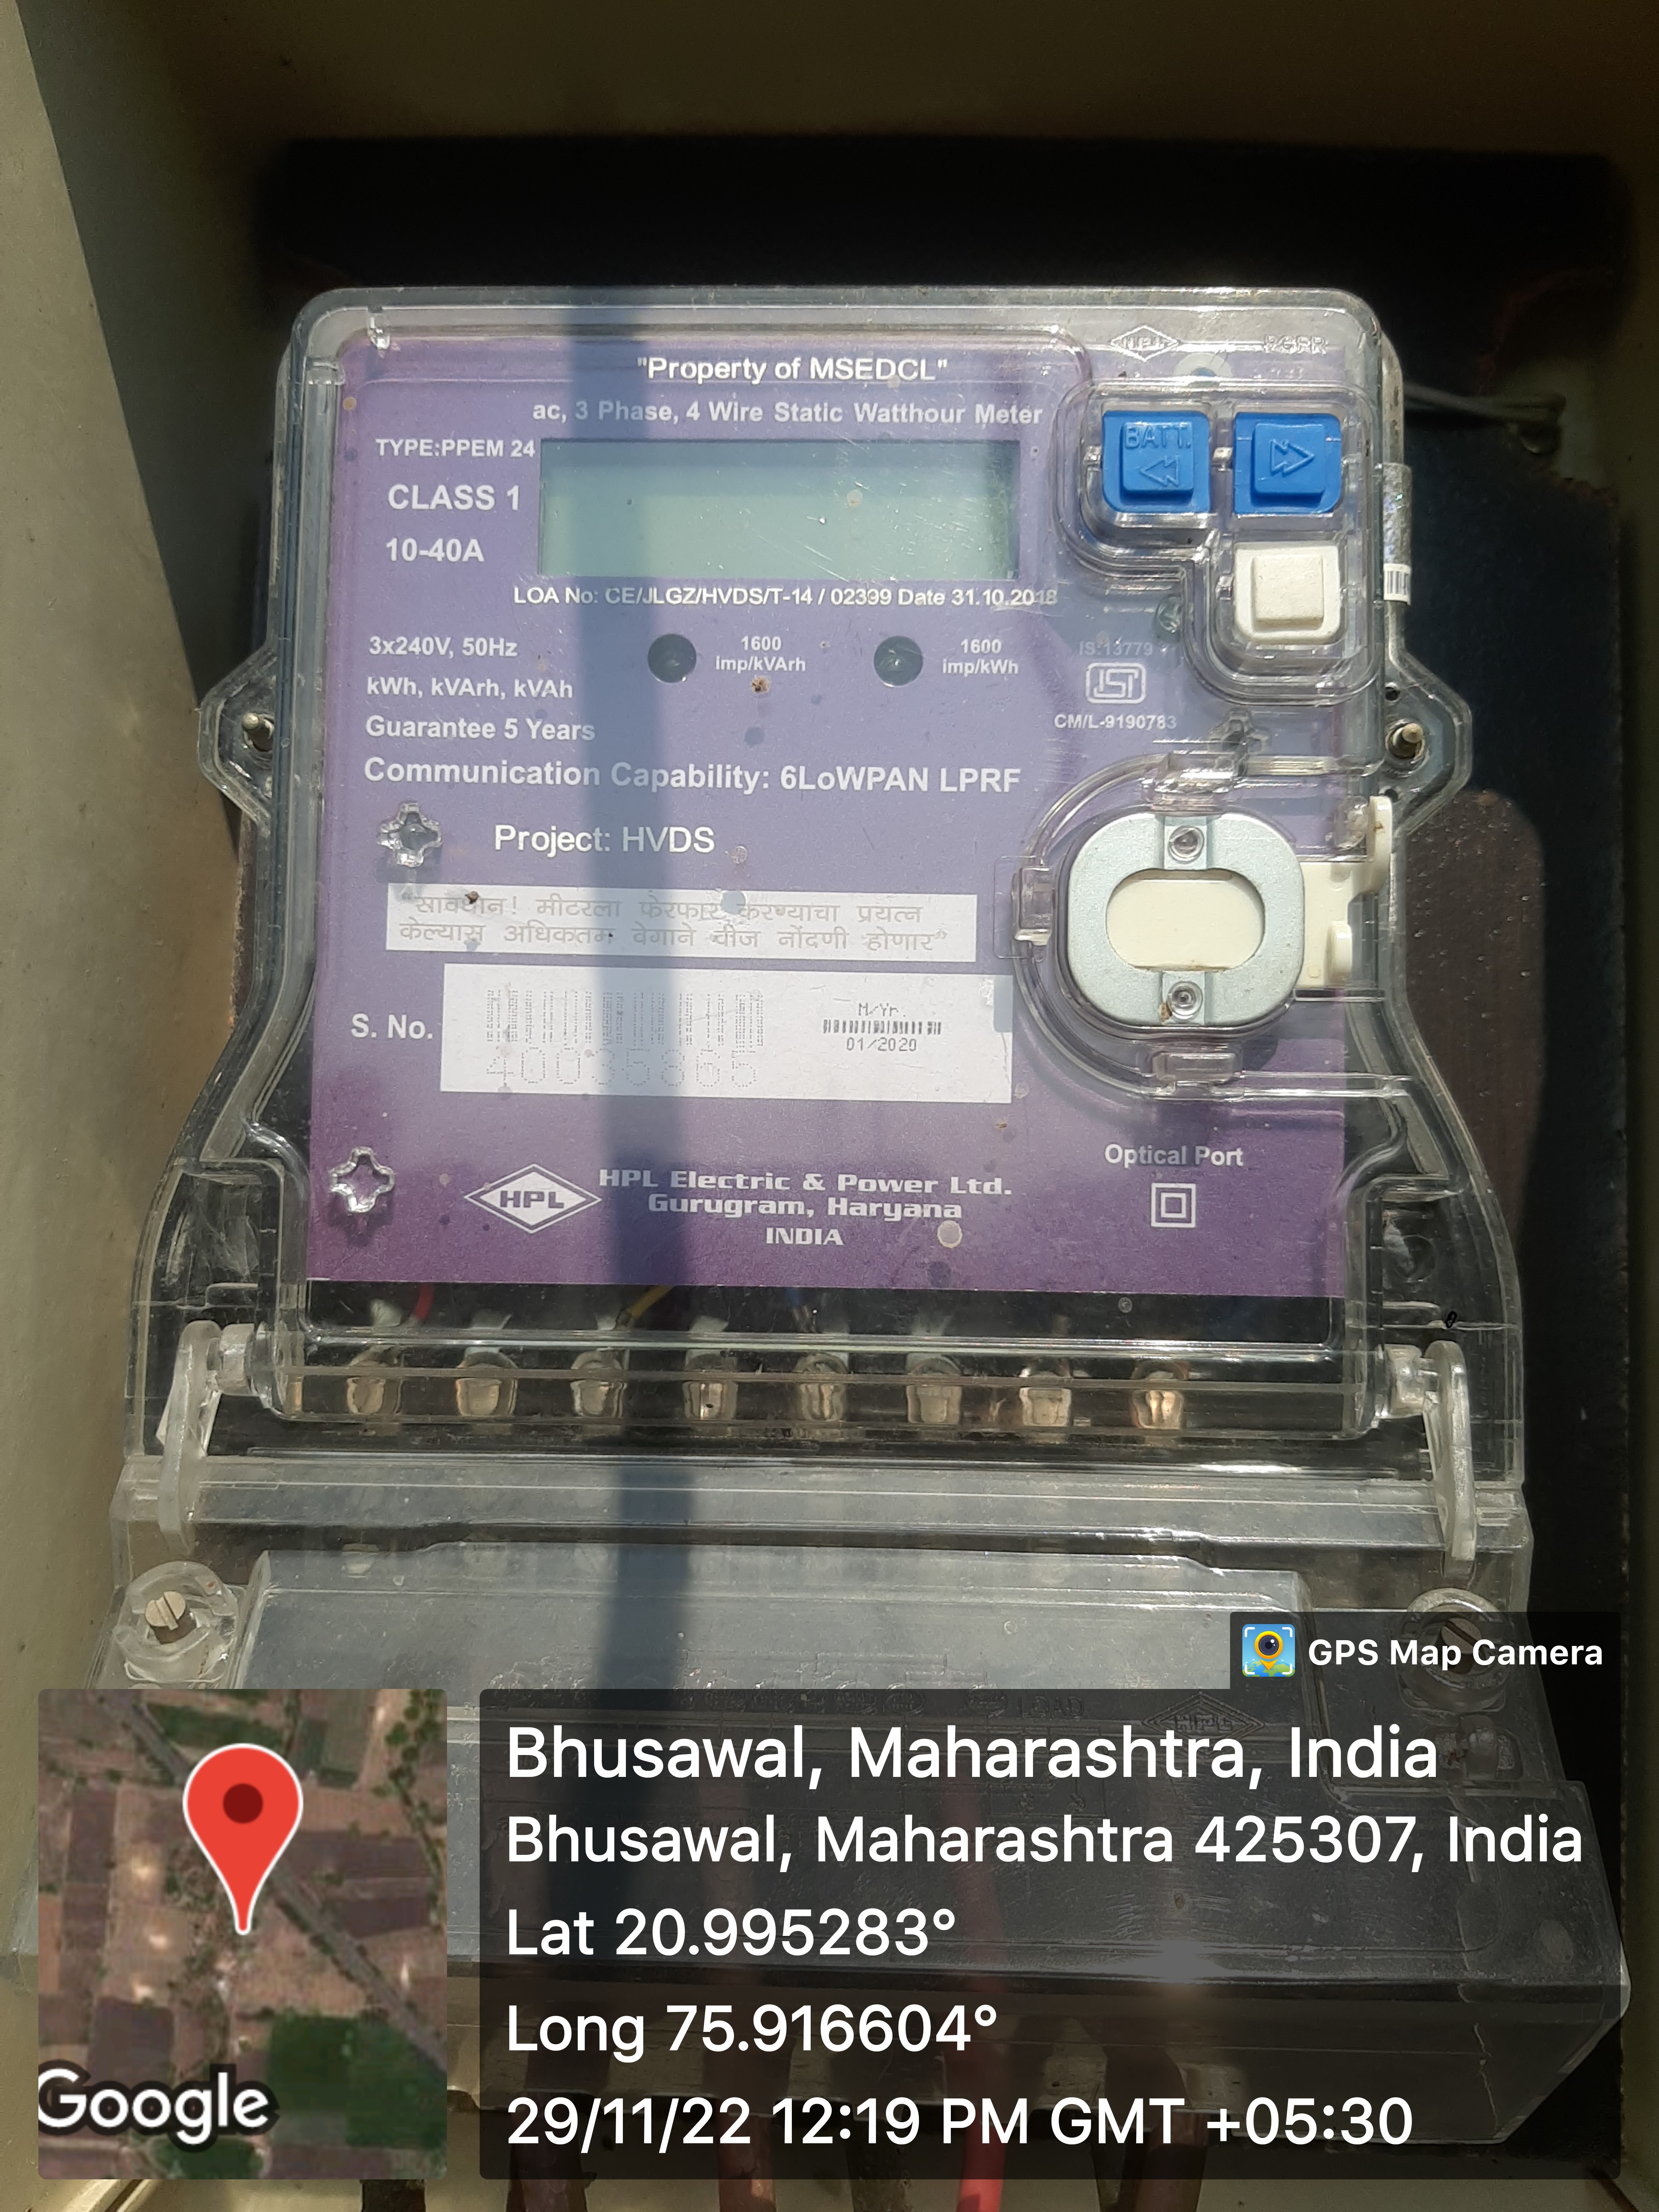 "Property of MSEDCL"
ac, 3 Phase, 4 Wire Static Watthour Meter
TYPE:PPEM 24
CLASS 1
10-40A
BATT.
LOA No: CE/JLGZ/HVDS/T-14 / 02399 Date 31.10.2018
3x240V, 50Hz
1600
imp/kVArh
1600
imp/kWh
IS:13779
ISI
CM/L-9190783
kWh, kVArh, kVAh
Guarantee 5 Years
Communication Capability: 6LoWPAN LPRF
Project: HVDS
"सावधान! मीटरला फेरफार करण्याचा प्रयत्न
केल्यास अधिकतम वेगाने वीज नोंदणी होणार"
S. No.
40035865
M/Yr.
01/2020
HPL
HPL Electric & Power Ltd.
Gurugram, Haryana
INDIA
Optical Port
LOAD
GPS Map Camera
Bhusawal, Maharashtra, India
Bhusawal, Maharashtra 425307, India
Lat 20.995283°
Long 75.916604°
29/11/22 12:19 PM GMT +05:30
Google